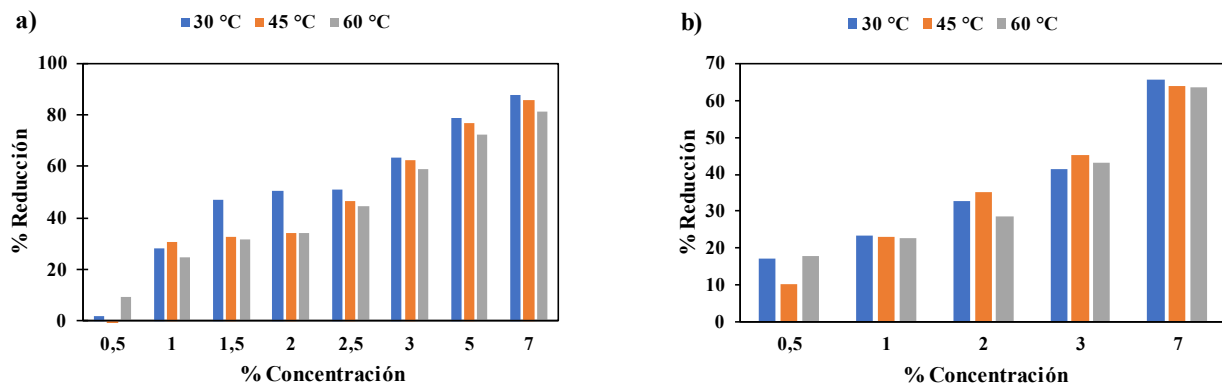 a)
30 °C 45 °C 60 °C
% Reducción
100
80
60
40
20
0
0,5 1 1,5 2 2,5 3 5 7
% Concentración
b)
30 °C 45 °C 60 °C
% Reducción
70
60
50
40
30
20
10
0
0,5 1 2 3 7
% Concentración